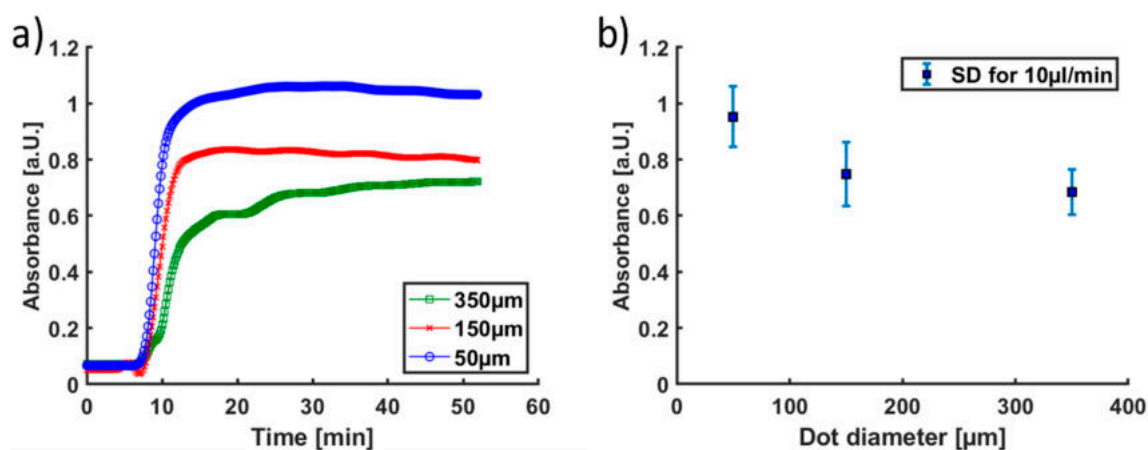 a)
1.2
1
0.8
0.6
0.4
0.2
0
Absorbance [a.U.]
0 10 20 30 40 50 60
Time [min]
350µm
150µm
50µm
b)
1.2
1
0.8
0.6
0.4
0.2
0
Absorbance [a.U.]
0 100 200 300 400
Dot diameter [µm]
SD for 10µl/min